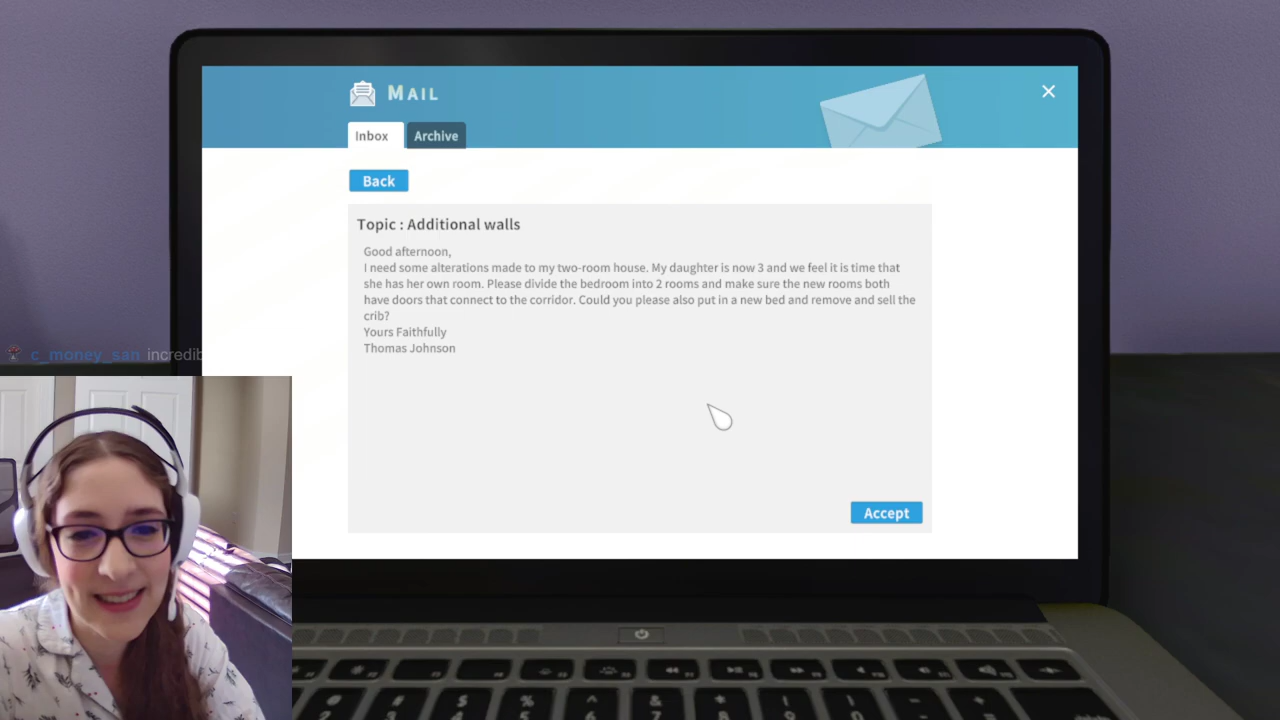 MAIL
Inbox
Archive
Back
Topic : Additional walls
Good afternoon,
I need some alterations made to my two-room house. My daughter is now 3 and we feel it is time that
she has her own room. Please divide the bedroom into 2 rooms and make sure the new rooms both
have doors that connect to the corridor. Could you please also put in a new bed and remove and sell the
crib?
Yours Faithfully
Thomas Johnson
c_money_san
Accept